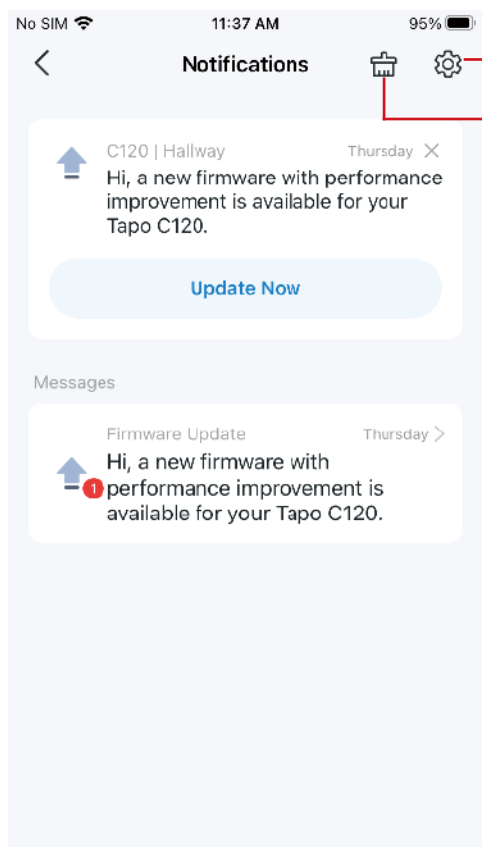 No SIM 11:37 AM 95%
Notifications
C120 | Hallway Thursday
Hi, a new firmware with performance
improvement is available for your
Tapo C120.
Update Now
Messages
Firmware Update Thursday
Hi, a new firmware with
1 performance improvement is
available for your Tapo C120.